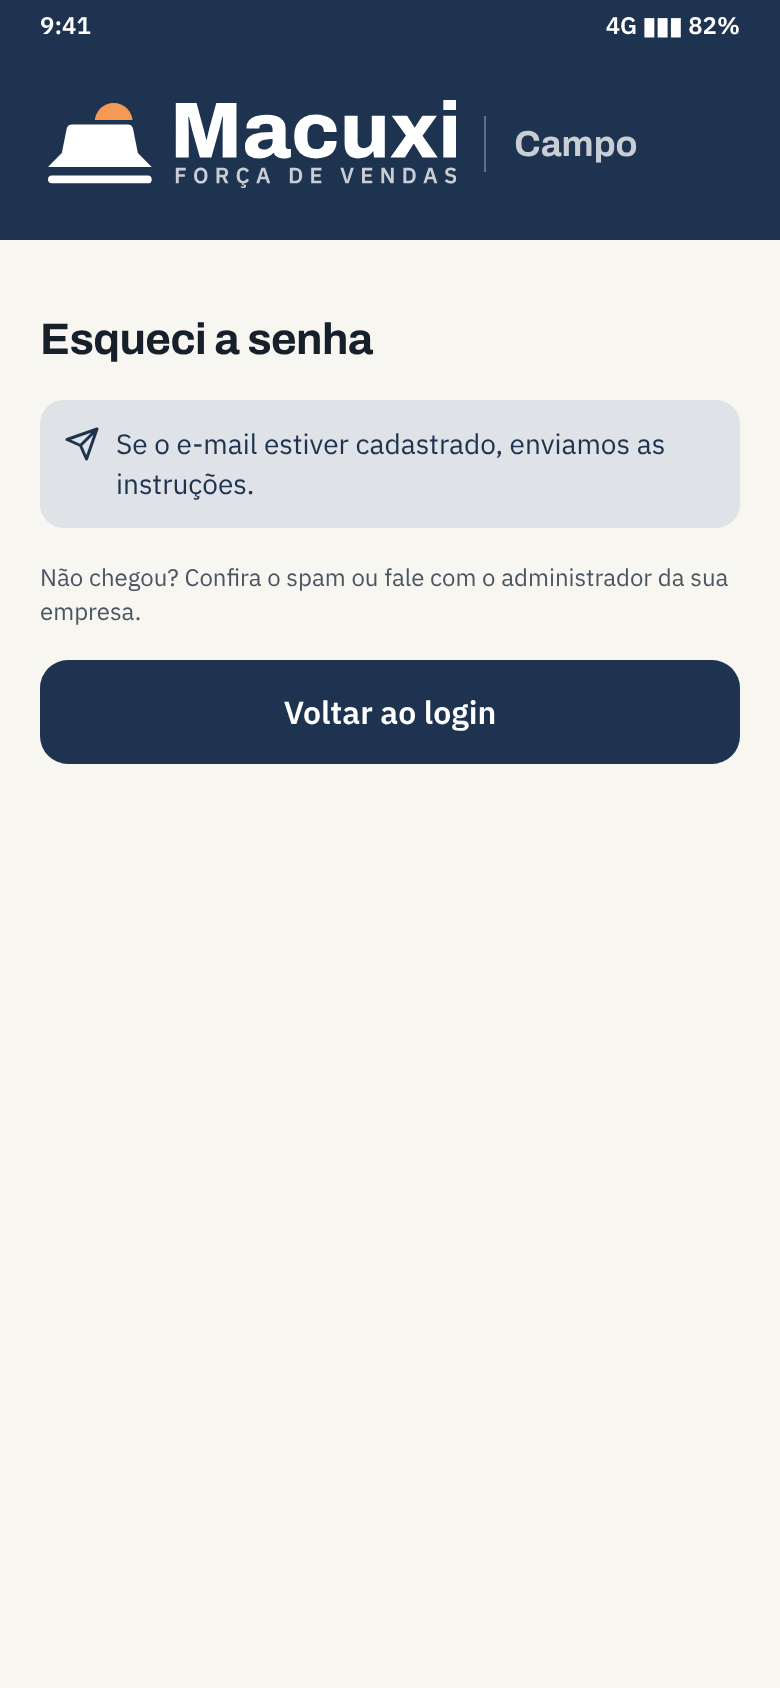 9:41
4G 82%
Macuxi
FORÇA DE VENDAS
Campo
Esqueci a senha
Se o e-mail estiver cadastrado, enviamos as
instruções.
Não chegou? Confira o spam ou fale com o administrador da sua
empresa.
Voltar ao login